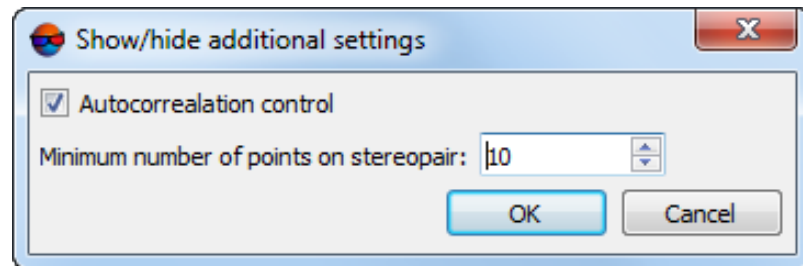 Show/hide additional settings
Autocorrealation control
Minimum number of points on stereopair: 10
OK Cancel